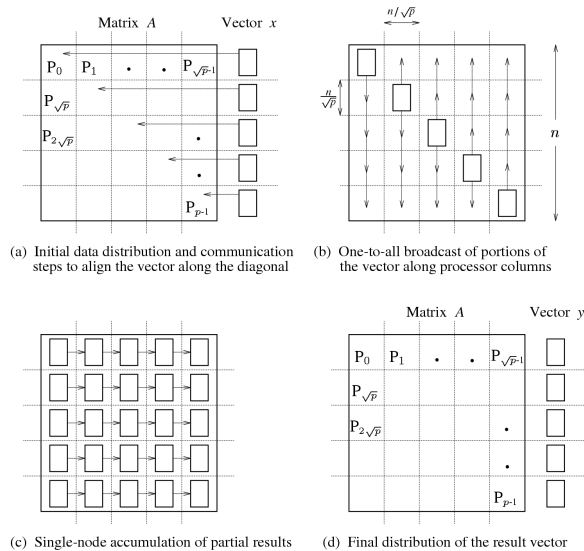 Matrix A Vector x
n/√p
P0 P1 . . P√p-1
P√p
n/√p
n
P2√p
Pp-1
(a) Initial data distribution and communication
steps to align the vector along the diagonal
(b) One-to-all broadcast of portions of
the vector along processor columns
Matrix A Vector y
P0 P1 . . P√p-1
P√p
P2√p
Pp-1
(c) Single-node accumulation of partial results
(d) Final distribution of the result vector